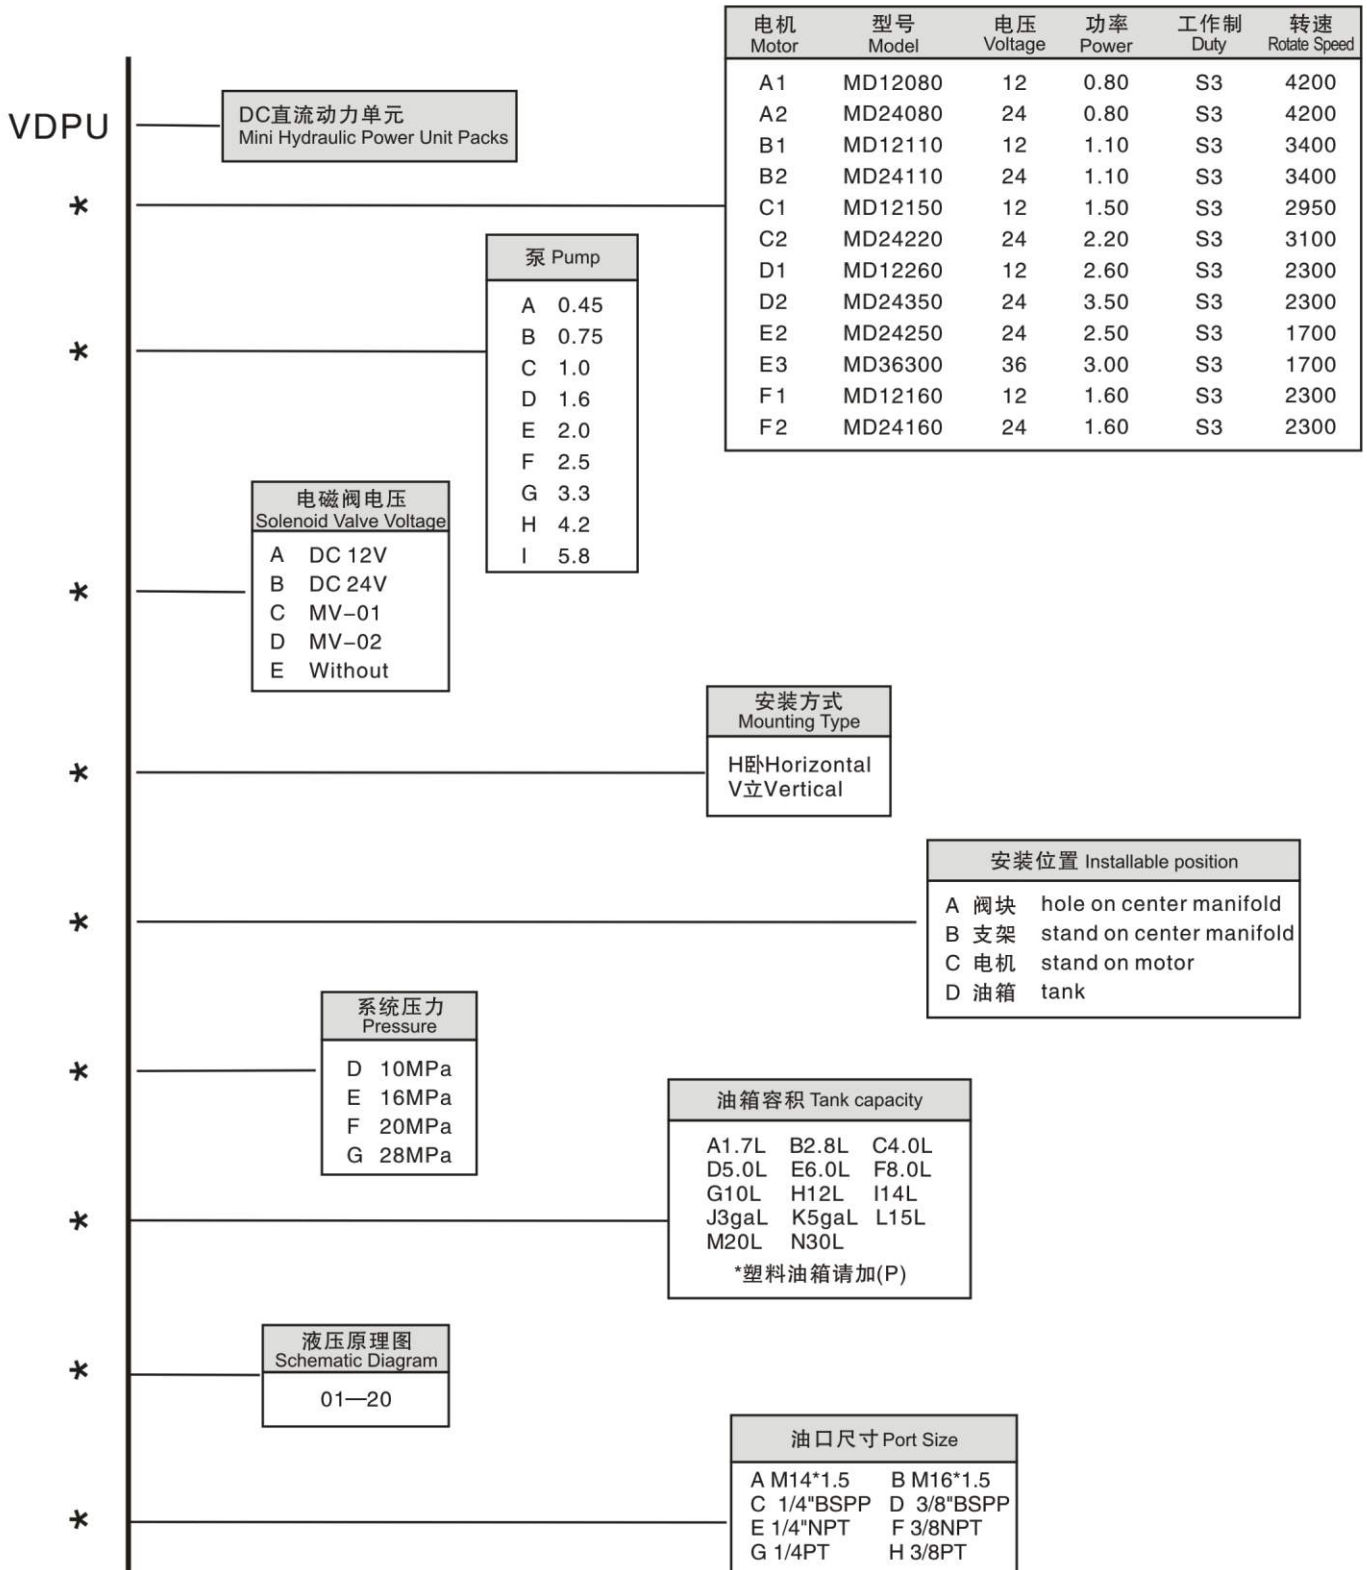 电机 型号 电压 功率 工作制 转速
Motor Model Voltage Power Duty Rotate Speed
A1 MD12080 12 0.80 S3 4200
A2 MD24080 24 0.80 S3 4200
B1 MD12110 12 1.10 S3 3400
B2 MD24110 24 1.10 S3 3400
C1 MD12150 12 1.50 S3 2950
C2 MD24220 24 2.20 S3 3100
D1 MD12260 12 2.60 S3 2300
D2 MD24350 24 3.50 S3 2300
E2 MD24250 24 2.50 S3 1700
E3 MD36300 36 3.00 S3 1700
F1 MD12160 12 1.60 S3 2300
F2 MD24160 24 1.60 S3 2300
VDPU
DC直流动力单元
Mini Hydraulic Power Unit Packs
*
泵 Pump
A 0.45
B 0.75
C 1.0
D 1.6
E 2.0
F 2.5
G 3.3
H 4.2
I 5.8
*
电磁阀电压
Solenoid Valve Voltage
A DC 12V
B DC 24V
C MV-01
D MV-02
E Without
*
安装方式
Mounting Type
H卧Horizontal
V立Vertical
*
安装位置 Installable position
A 阀块 hole on center manifold
B 支架 stand on center manifold
C 电机 stand on motor
D 油箱 tank
*
系统压力
Pressure
D 10MPa
E 16MPa
F 20MPa
G 28MPa
*
油箱容积 Tank capacity
A1.7L B2.8L C4.0L
D5.0L E6.0L F8.0L
G10L H12L I14L
J3gaL K5gaL L15L
M20L N30L
*塑料油箱请加(P)
*
液压原理图
Schematic Diagram
01—20
*
油口尺寸 Port Size
A M14*1.5 B M16*1.5
C 1/4"BSPP D 3/8"BSPP
E 1/4"NPT F 3/8NPT
G 1/4PT H 3/8PT
*